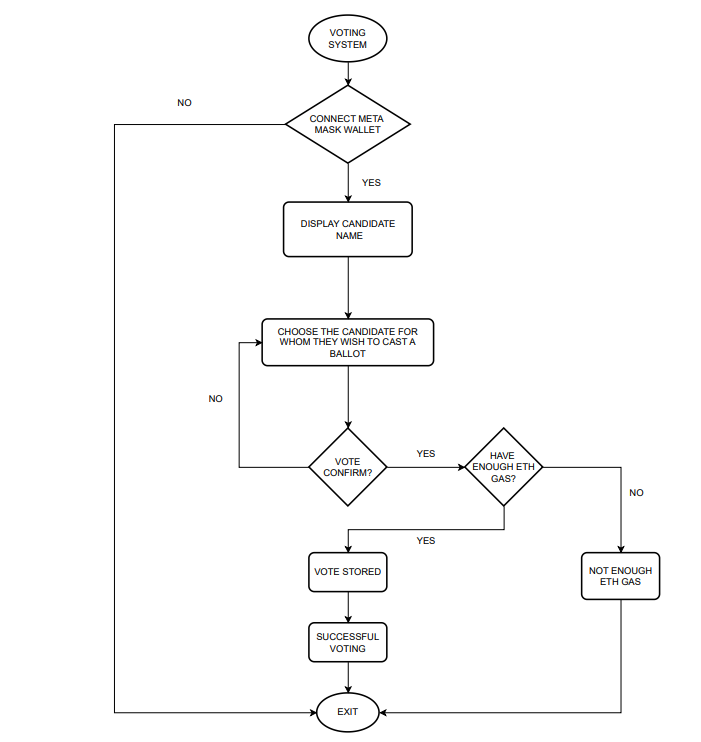 VOTING
SYSTEM
NO
CONNECT META
MASK WALLET
YES
DISPLAY CANDIDATE
NAME
CHOOSE THE CANDIDATE FOR
WHOM THEY WISH TO CAST A
BALLOT
NO
VOTE
CONFIRM?
YES
HAVE
ENOUGH ETH
GAS?
NO
YES
VOTE STORED
NOT ENOUGH
ETH GAS
SUCCESSFUL
VOTING
EXIT